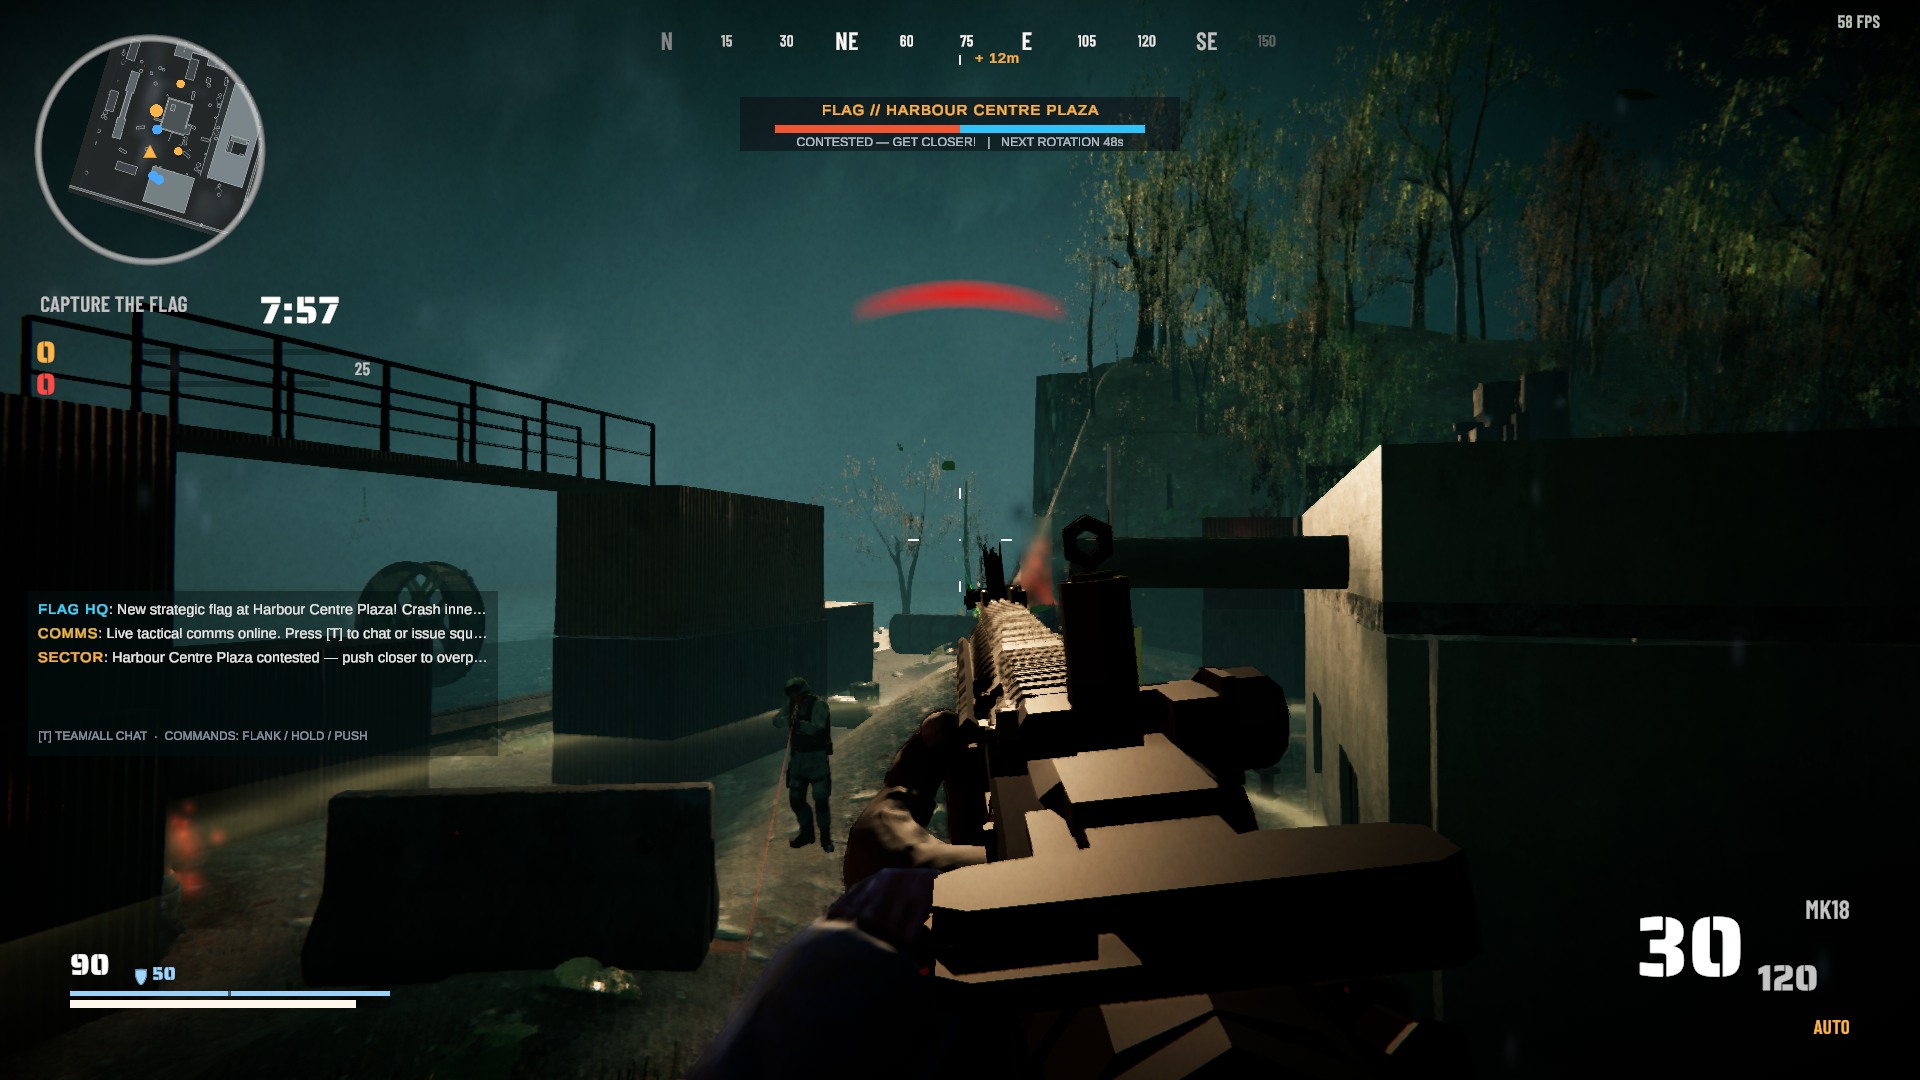 58 FPS
N 15 30 NE 60 75 E 105 120 SE 150
+ 12m
FLAG // HARBOUR CENTRE PLAZA
CONTESTED — GET CLOSER! | NEXT ROTATION 48s
CAPTURE THE FLAG 7:57
0
25
0
FLAG HQ: New strategic flag at Harbour Centre Plaza! Crash inne...
COMMS: Live tactical comms online. Press [T] to chat or issue squ...
SECTOR: Harbour Centre Plaza contested — push closer to overp...
[T] TEAM/ALL CHAT · COMMANDS: FLANK / HOLD / PUSH
90 50
MK18
30 120
AUTO